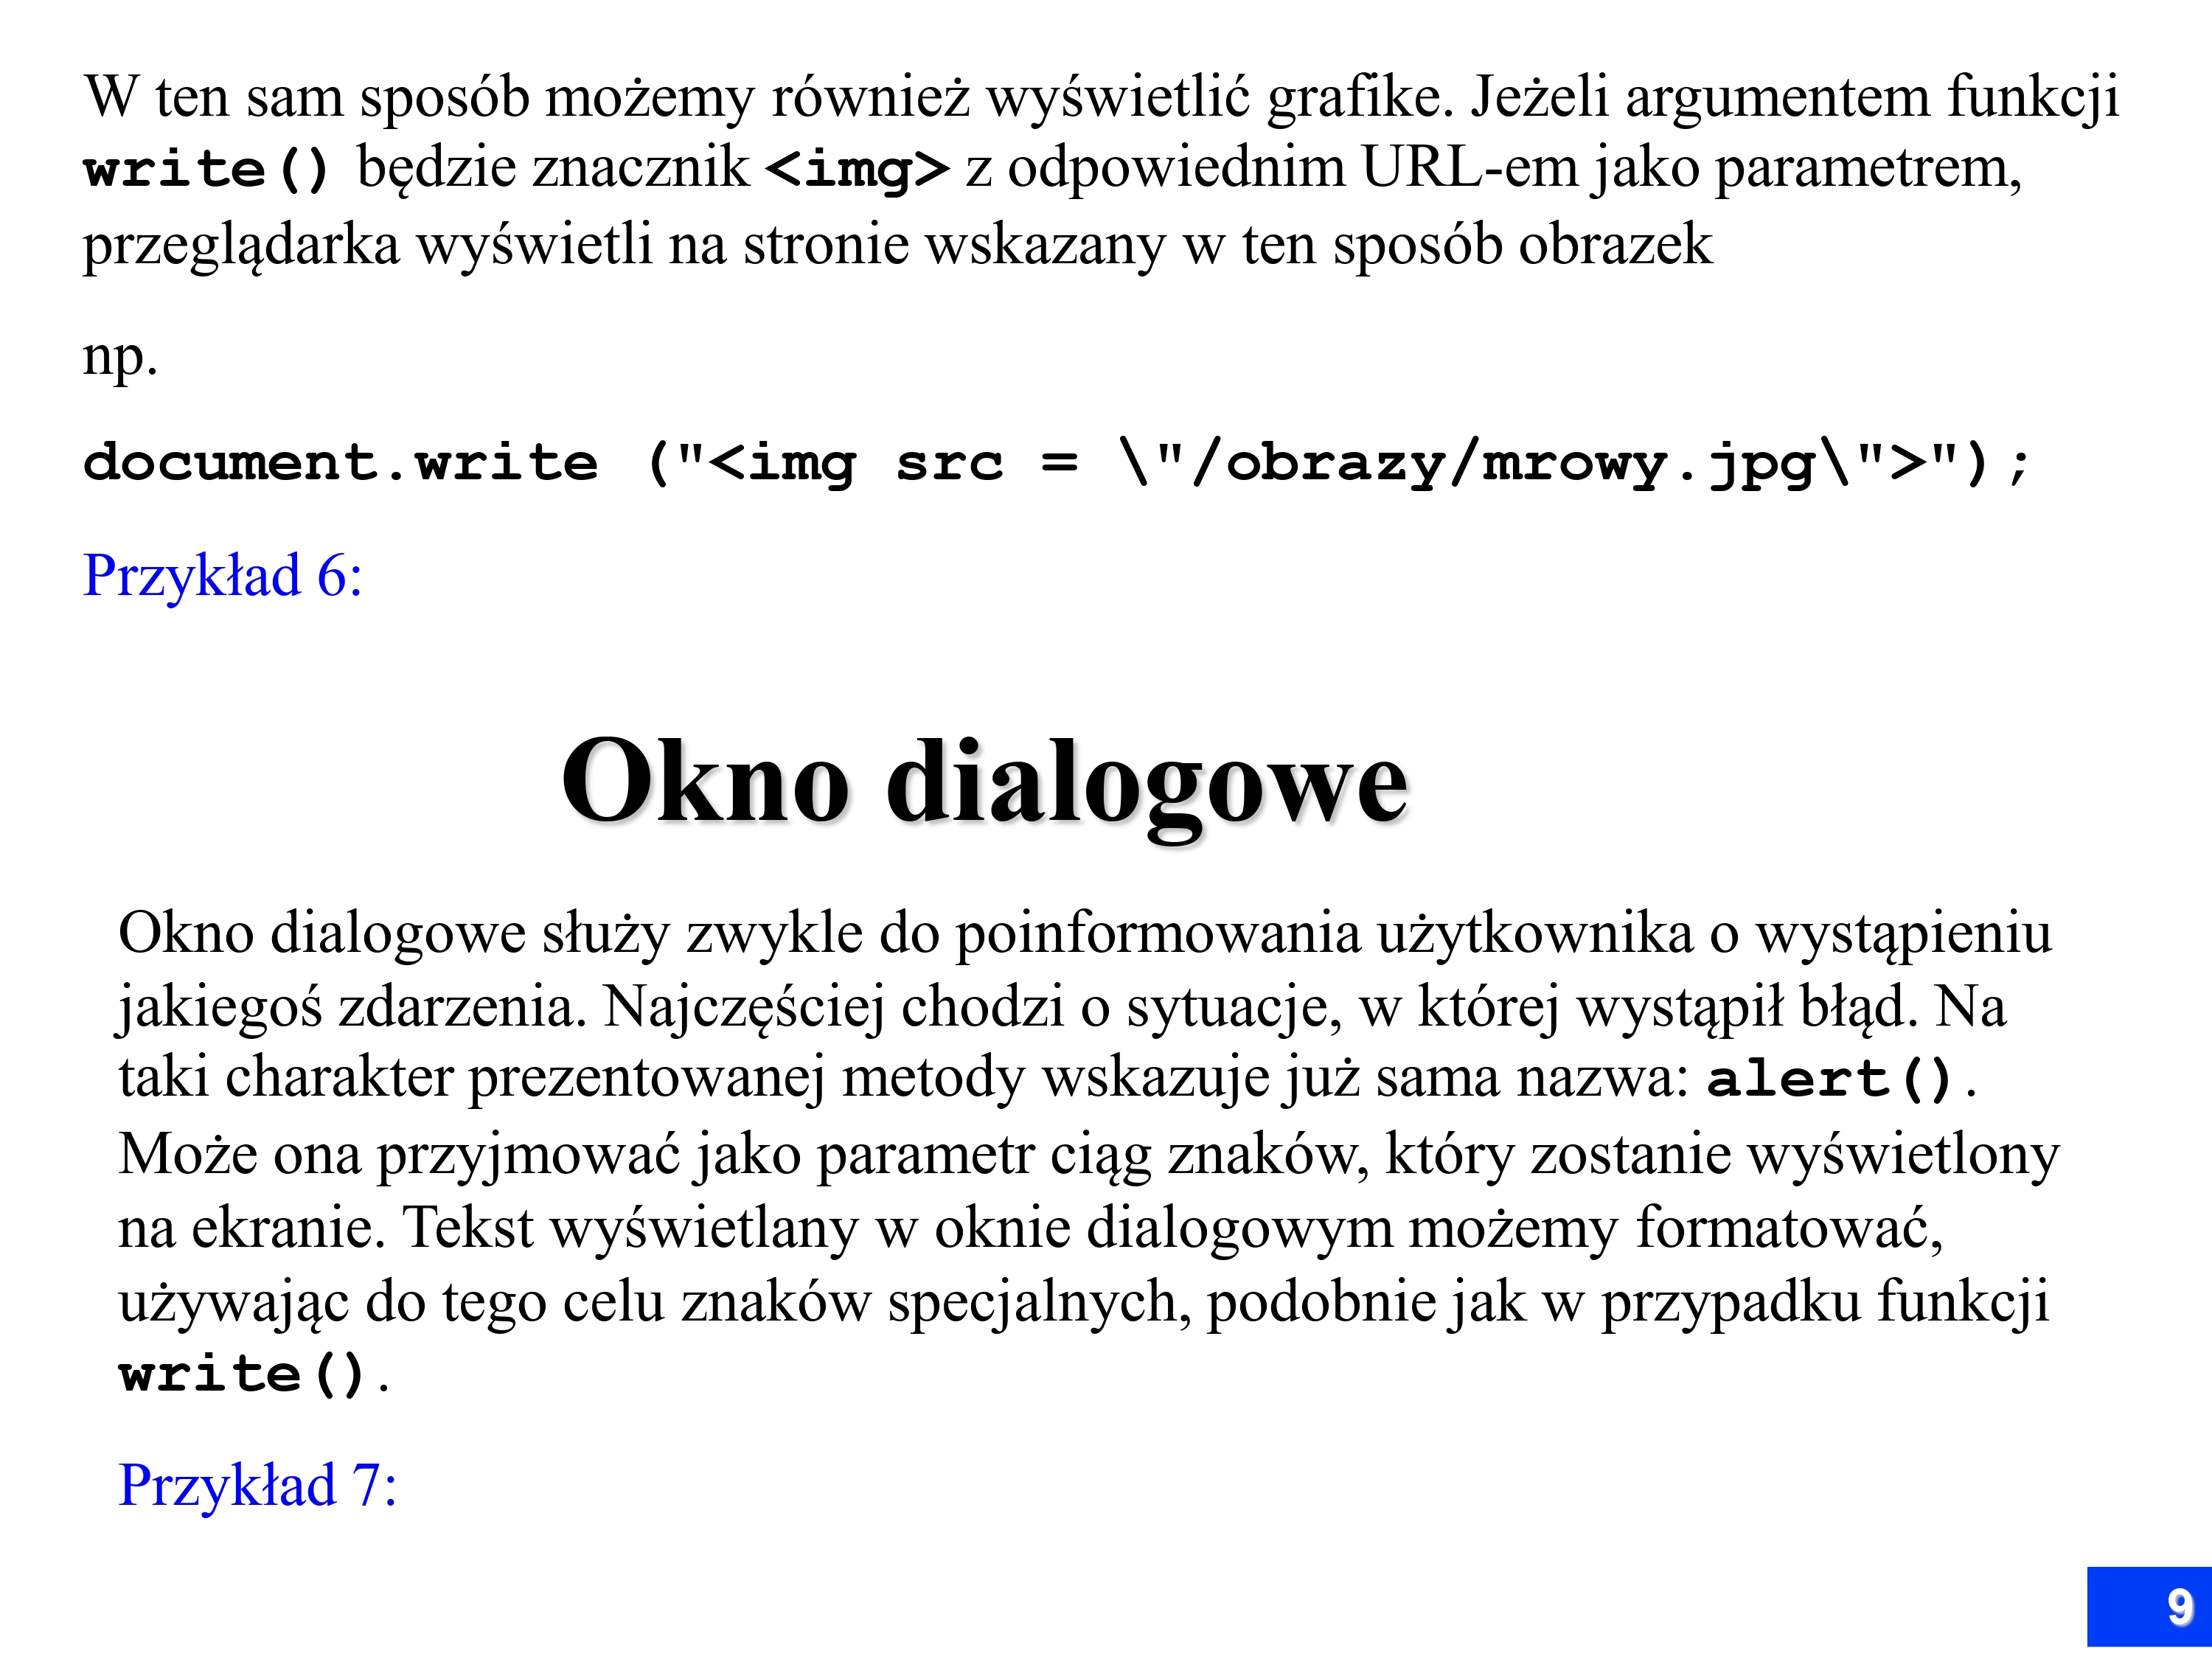 W ten sam sposób możemy również wyświetlić grafike. Jeżeli argumentem funkcji
write() będzie znacznik <img> z odpowiednim URL-em jako parametrem,
przeglądarka wyświetli na stronie wskazany w ten sposób obrazek
np.
document.write ("<img src = \"/obrazy/mrowy.jpg\">");
Przykład 6:
Okno dialogowe
Okno dialogowe służy zwykle do poinformowania użytkownika o wystąpieniu
jakiegoś zdarzenia. Najczęściej chodzi o sytuacje, w której wystąpił błąd. Na
taki charakter prezentowanej metody wskazuje już sama nazwa: alert().
Może ona przyjmować jako parametr ciąg znaków, który zostanie wyświetlony
na ekranie. Tekst wyświetlany w oknie dialogowym możemy formatować,
używając do tego celu znaków specjalnych, podobnie jak w przypadku funkcji
write().
Przykład 7:
9